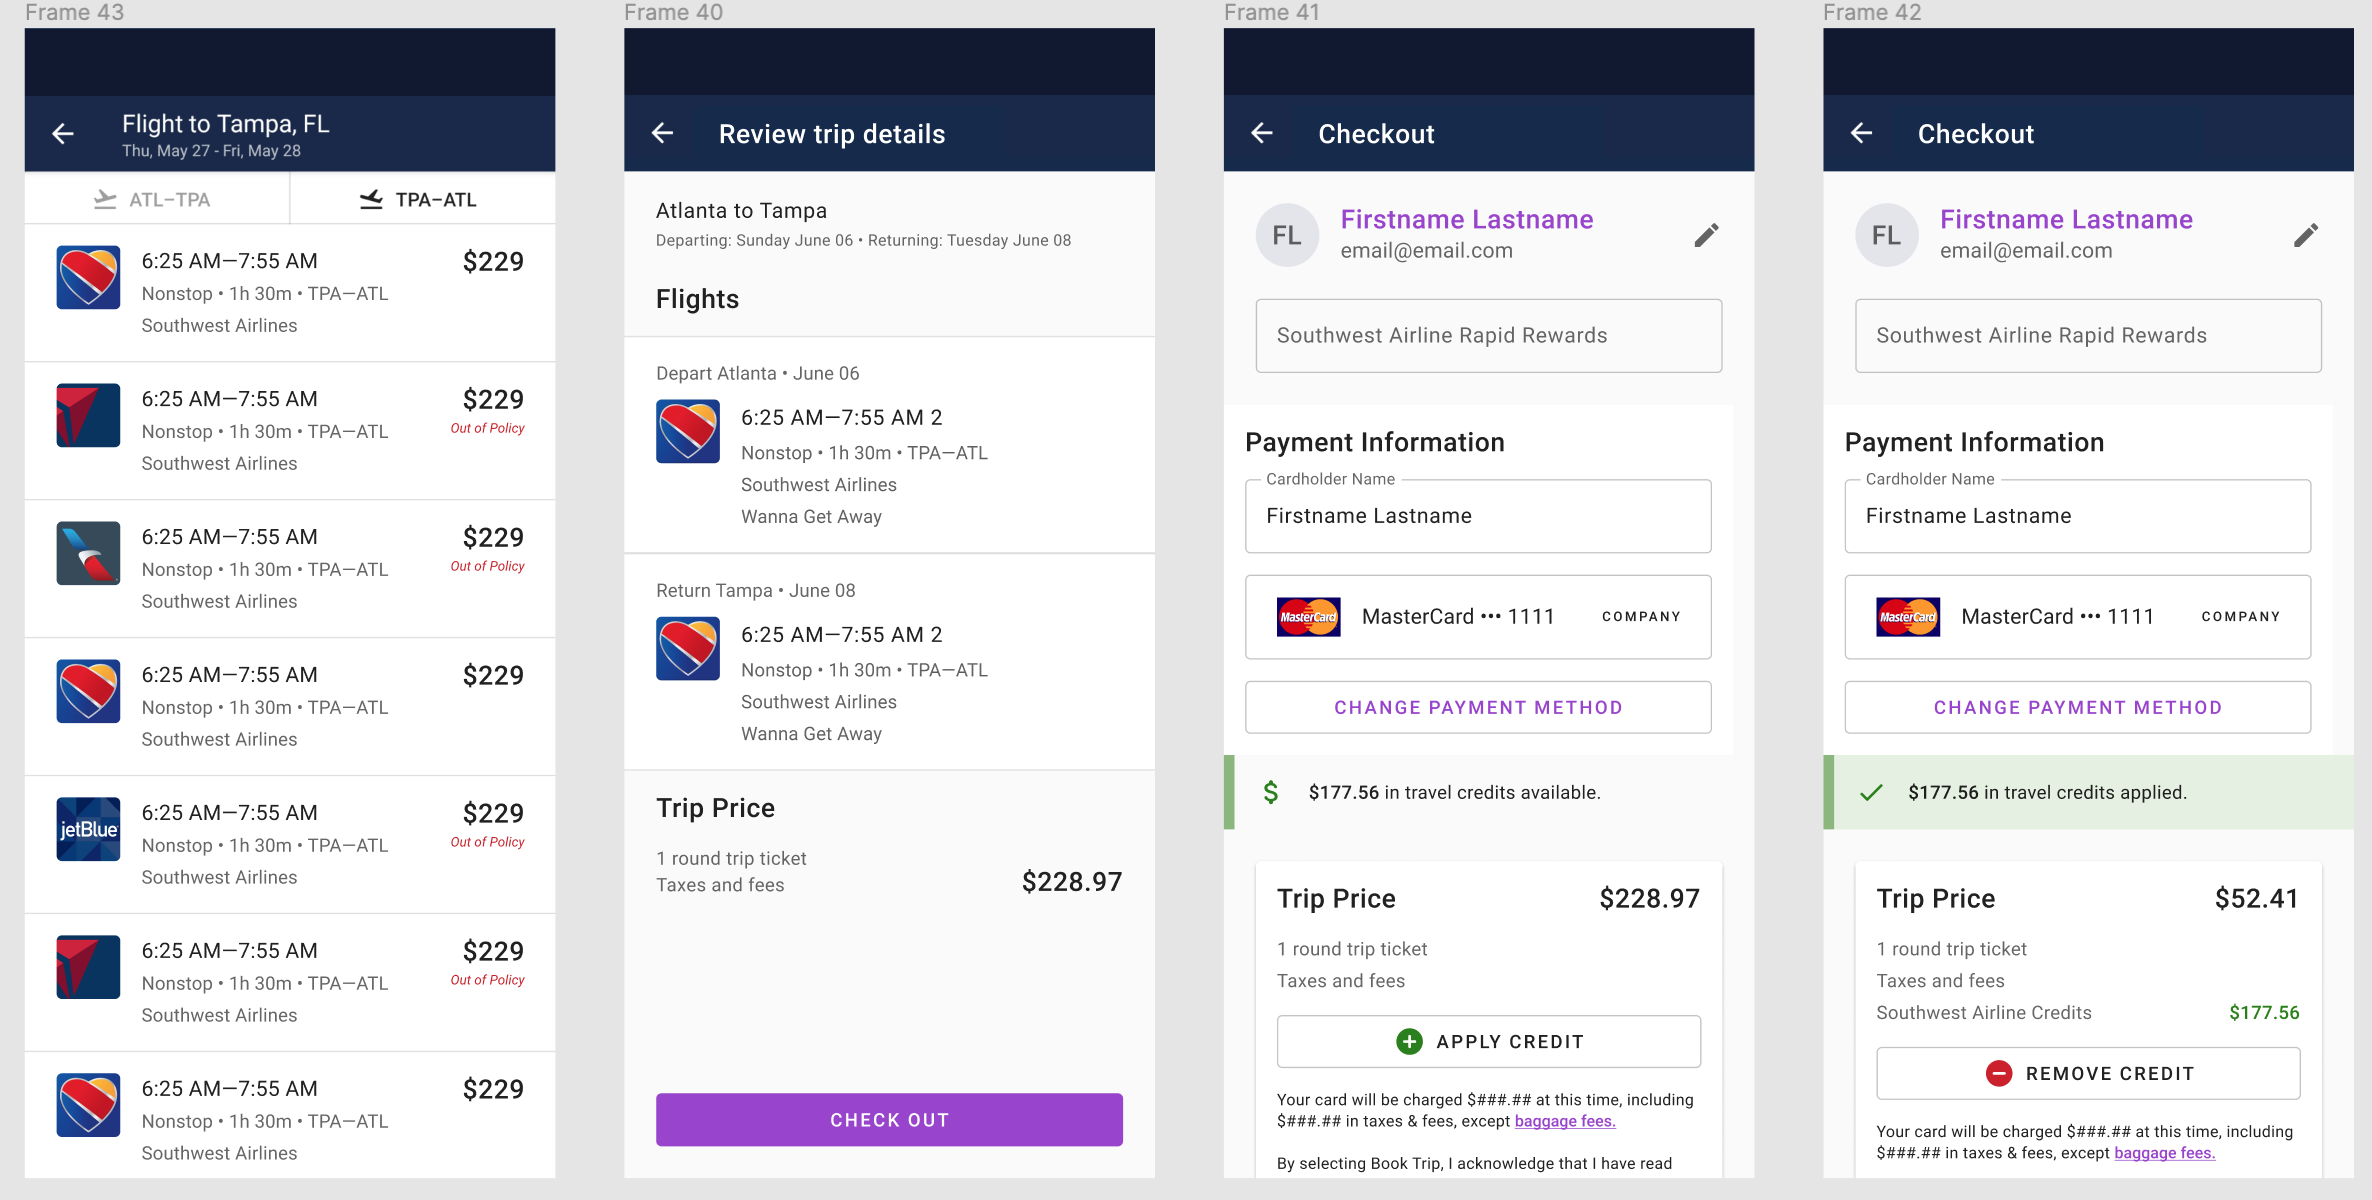 Frame 43
Flight to Tampa, FL
Thu, May 27 - Fri, May 28
ATL–TPA
TPA–ATL
6:25 AM—7:55 AM
$229
Nonstop • 1h 30m • TPA—ATL
Southwest Airlines
6:25 AM—7:55 AM
$229
Nonstop • 1h 30m • TPA—ATL
Out of Policy
Southwest Airlines
6:25 AM—7:55 AM
$229
Nonstop • 1h 30m • TPA—ATL
Out of Policy
Southwest Airlines
6:25 AM—7:55 AM
$229
Nonstop • 1h 30m • TPA—ATL
Southwest Airlines
jetBlue
6:25 AM—7:55 AM
$229
Nonstop • 1h 30m • TPA—ATL
Out of Policy
Southwest Airlines
6:25 AM—7:55 AM
$229
Nonstop • 1h 30m • TPA—ATL
Out of Policy
Southwest Airlines
6:25 AM—7:55 AM
$229
Nonstop • 1h 30m • TPA—ATL
Southwest Airlines
Frame 40
Review trip details
Atlanta to Tampa
Departing: Sunday June 06 • Returning: Tuesday June 08
Flights
Depart Atlanta • June 06
6:25 AM—7:55 AM 2
Nonstop • 1h 30m • TPA—ATL
Southwest Airlines
Wanna Get Away
Return Tampa • June 08
6:25 AM—7:55 AM 2
Nonstop • 1h 30m • TPA—ATL
Southwest Airlines
Wanna Get Away
Trip Price
1 round trip ticket
Taxes and fees
$228.97
CHECK OUT
Frame 41
Checkout
FL
Firstname Lastname
email@email.com
Southwest Airline Rapid Rewards
Payment Information
Cardholder Name
Firstname Lastname
MasterCard
MasterCard ••• 1111
COMPANY
CHANGE PAYMENT METHOD
$ $177.56 in travel credits available.
Trip Price
$228.97
1 round trip ticket
Taxes and fees
APPLY CREDIT
Your card will be charged $###.## at this time, including
$###.## in taxes & fees, except baggage fees.
By selecting Book Trip, I acknowledge that I have read
Frame 42
Checkout
FL
Firstname Lastname
email@email.com
Southwest Airline Rapid Rewards
Payment Information
Cardholder Name
Firstname Lastname
MasterCard
MasterCard ••• 1111
COMPANY
CHANGE PAYMENT METHOD
$177.56 in travel credits applied.
Trip Price
$52.41
1 round trip ticket
Taxes and fees
Southwest Airline Credits
$177.56
REMOVE CREDIT
Your card will be charged $###.## at this time, including
$###.## in taxes & fees, except baggage fees.